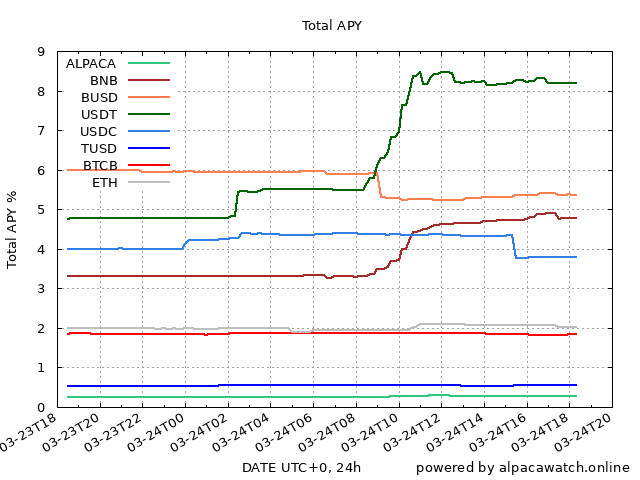 Total APY
Total APY %
9
8
7
6
5
4
3
2
1
0
ALPACA
BNB
BUSD
USDT
USDC
TUSD
BTCB
ETH
03-23T18
03-23T20
03-23T22
03-24T00
03-24T02
03-24T04
03-24T06
03-24T08
03-24T10
03-24T12
03-24T14
03-24T16
03-24T18
03-24T20
DATE UTC+0, 24h
powered by alpacawatch.online